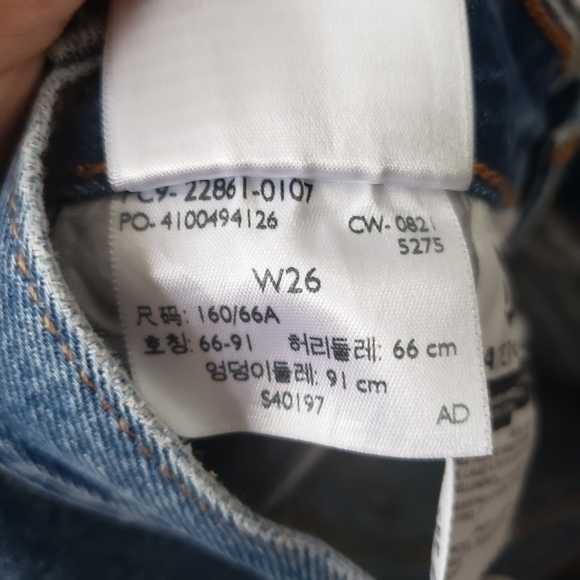 PC9- 22861-0107
PO- 4100494126 CW- 0821
5275
W26
尺码: 160/66A
호칭: 66-91 허리둘레: 66 cm
엉덩이둘레: 91 cm
S40197
AD